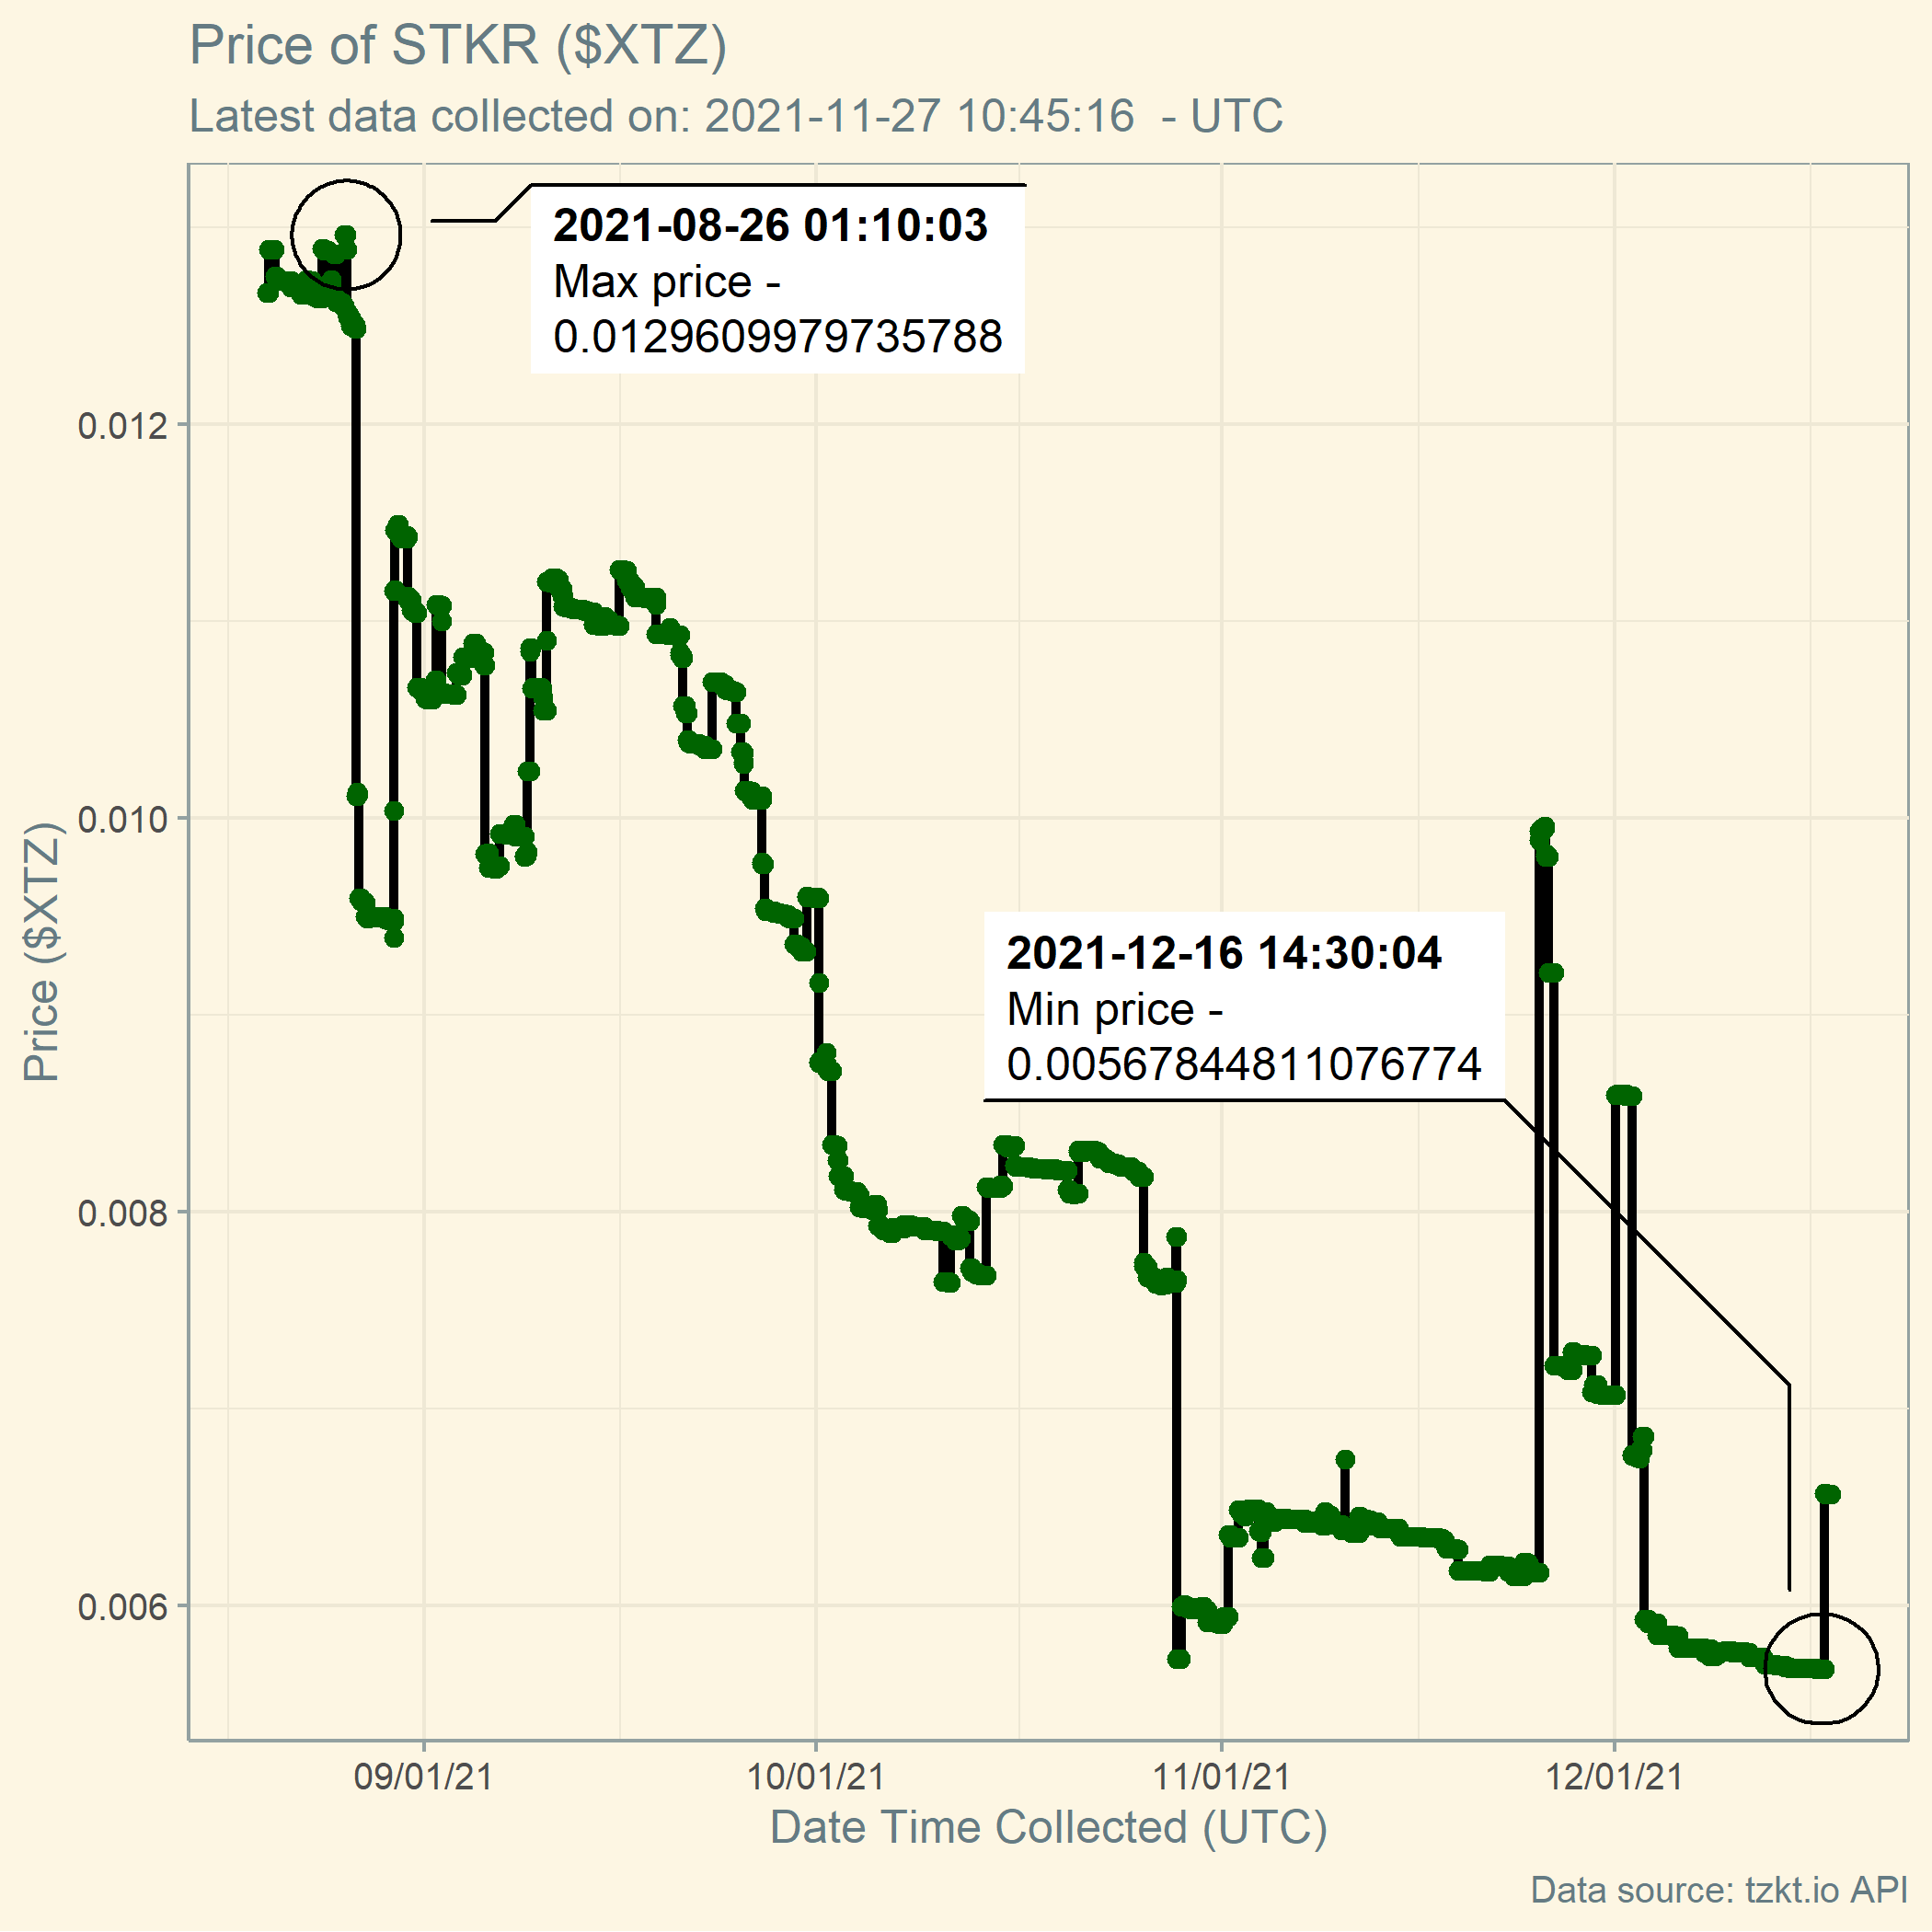 Price of STKR ($XTZ)
Latest data collected on: 2021-11-27 10:45:16  - UTC
2021-08-26 01:10:03
Max price -
0.0129609979735788
2021-12-16 14:30:04
Min price -
0.00567844811076774
Price ($XTZ)
0.012
0.010
0.008
0.006
09/01/21
10/01/21
11/01/21
12/01/21
Date Time Collected (UTC)
Data source: tzkt.io API